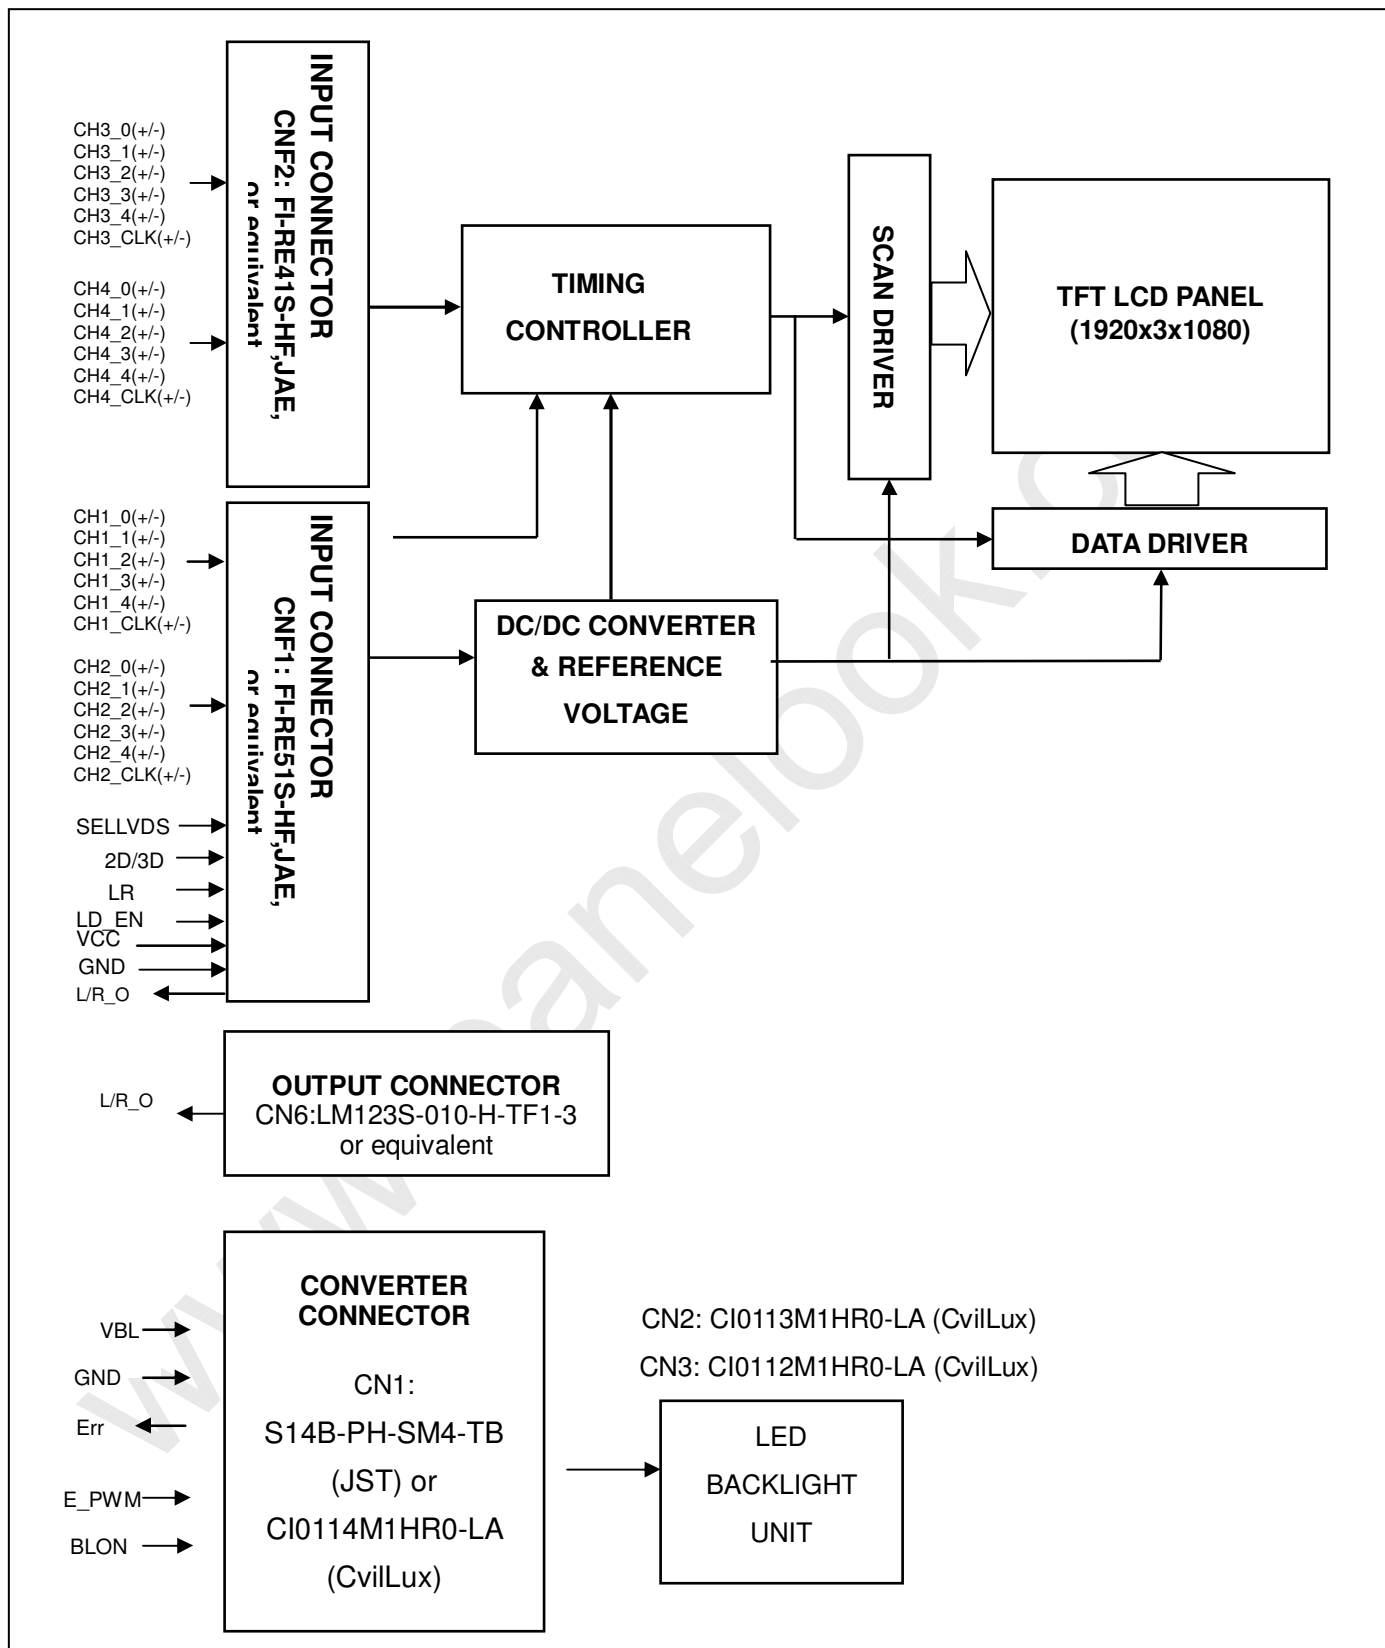 CH3_0(+/-)
CH3_1(+/-)
CH3_2(+/-)
CH3_3(+/-)
CH3_4(+/-)
CH3_CLK(+/-)
CH4_0(+/-)
CH4_1(+/-)
CH4_2(+/-)
CH4_3(+/-)
CH4_4(+/-)
CH4_CLK(+/-)
INPUT CONNECTOR
CNF2: FI-RE41S-HF,JAE,
or equivalent
TIMING
CONTROLLER
SCAN DRIVER
TFT LCD PANEL
(1920x3x1080)
DATA DRIVER
CH1_0(+/-)
CH1_1(+/-)
CH1_2(+/-)
CH1_3(+/-)
CH1_4(+/-)
CH1_CLK(+/-)
CH2_0(+/-)
CH2_1(+/-)
CH2_2(+/-)
CH2_3(+/-)
CH2_4(+/-)
CH2_CLK(+/-)
SELLVDS
2D/3D
LR
LD_EN
VCC
GND
L/R_O
INPUT CONNECTOR
CNF1: FI-RE51S-HF,JAE,
or equivalent
DC/DC CONVERTER
& REFERENCE
VOLTAGE
L/R_O
OUTPUT CONNECTOR
CN6:LM123S-010-H-TF1-3
or equivalent
VBL
GND
Err
E_PWM
BLON
CONVERTER
CONNECTOR
CN1:
S14B-PH-SM4-TB
(JST) or
CI0114M1HR0-LA
(CvilLux)
CN2: CI0113M1HR0-LA (CvilLux)
CN3: CI0112M1HR0-LA (CvilLux)
LED
BACKLIGHT
UNIT